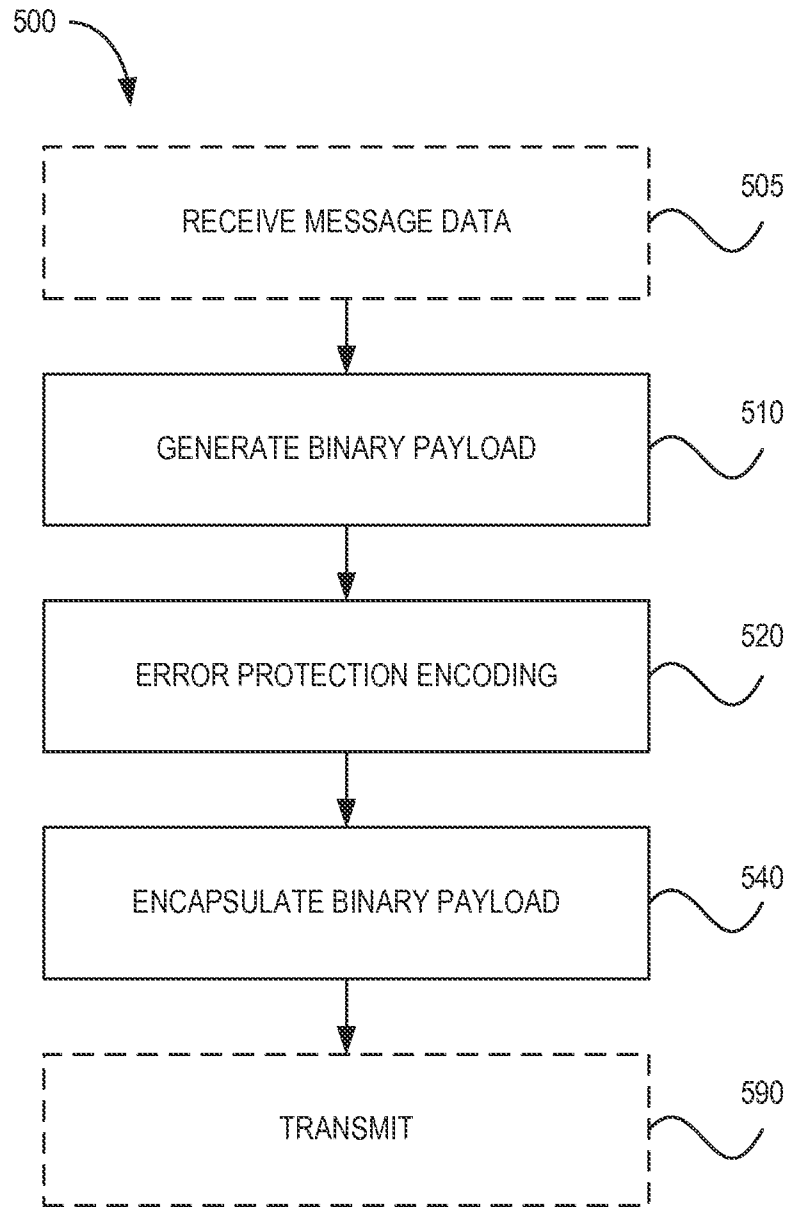 500
RECEIVE MESSAGE DATA
505
GENERATE BINARY PAYLOAD
510
ERROR PROTECTION ENCODING
520
ENCAPSULATE BINARY PAYLOAD
540
TRANSMIT
590